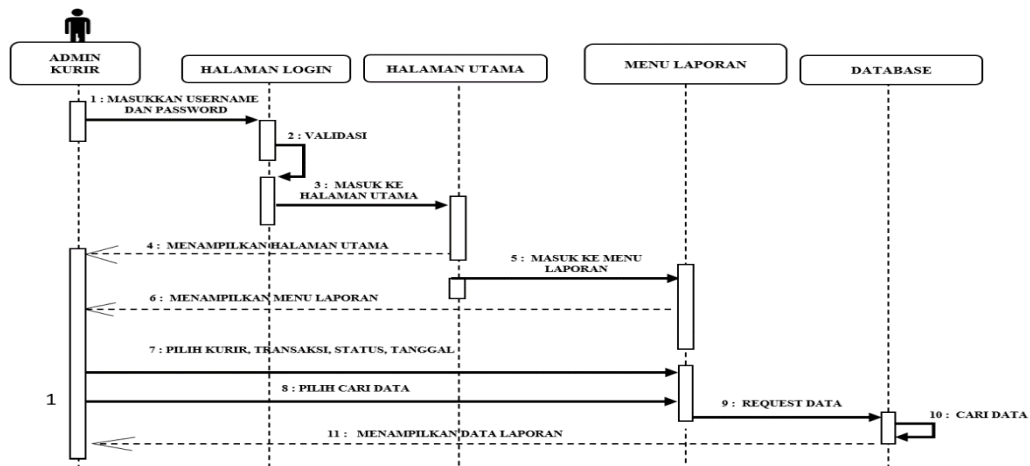 ADMIN
KURIR
HALAMAN LOGIN
HALAMAN UTAMA
MENU LAPORAN
DATABASE
1 : MASUKKAN USERNAME
DAN PASSWORD
2 : VALIDASI
3 : MASUK KE
HALAMAN UTAMA
4 : MENAMPILKAN HALAMAN UTAMA
5 : MASUK KE MENU
LAPORAN
6 : MENAMPILKAN MENU LAPORAN
7 : PILIH KURIR, TRANSAKSI, STATUS, TANGGAL
8 : PILIH CARI DATA
1
9 : REQUEST DATA
10 : CARI DATA
11 : MENAMPILKAN DATA LAPORAN